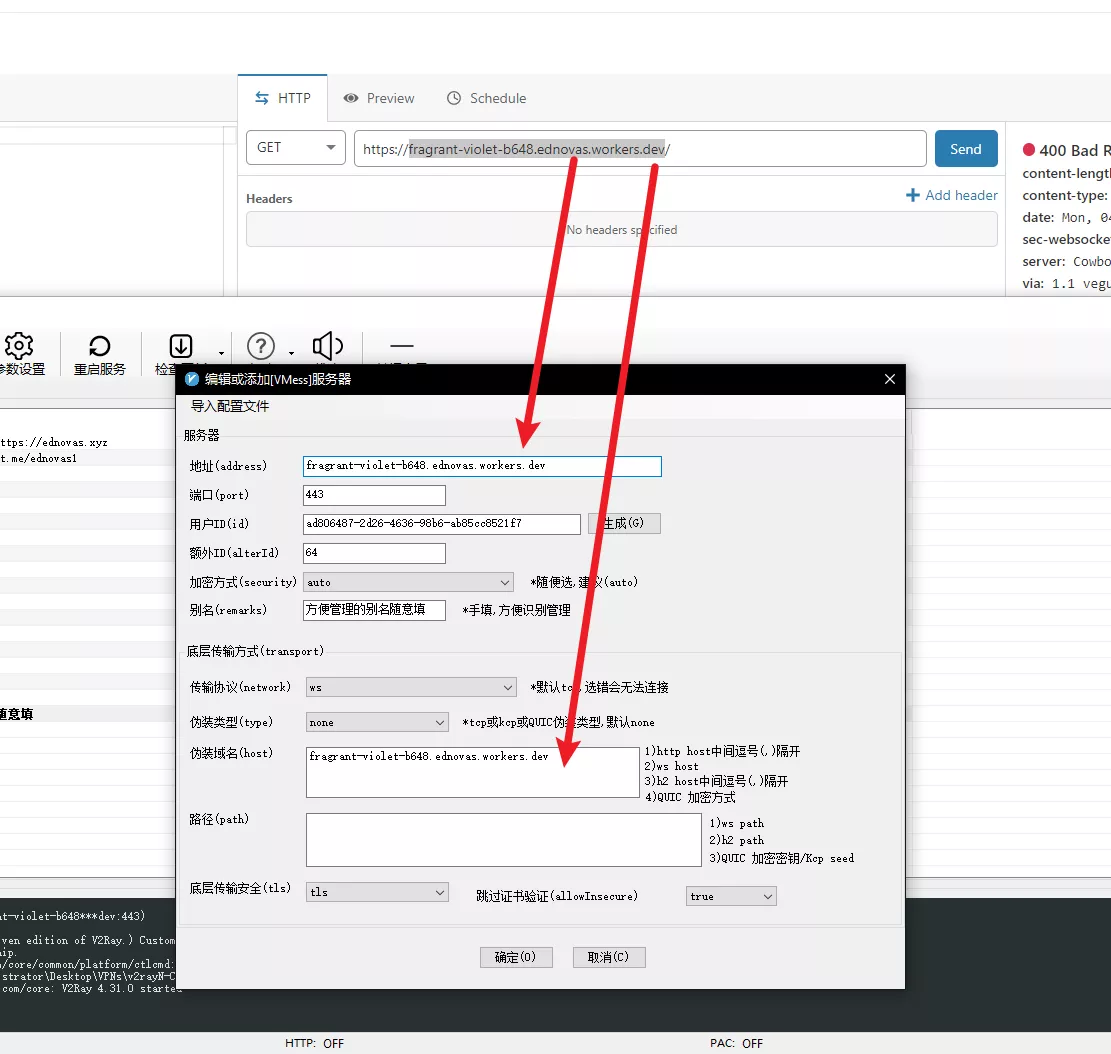 HTTP
Preview
Schedule
GET
https://fragrant-violet-b648.ednovas.workers.dev/
Send
400 Bad R
Headers
Add header
No headers specified
content-lengtl
content-type:
date: Mon, 04
sec-websocke
server: Cowbo
via: 1.1 vegu
参数设置
重启服务
检查
编辑或添加[VMess]服务器
导入配置文件
服务器
ttps://ednovas.xyz
t.me/ednovas1
地址(address)
fragrant-violet-b648.ednovas.workers.dev
端口(port)
443
用户ID(id)
ad806487-2d26-4636-98b6-ab85cc8521f7
生成(G)
额外ID(alterId)
64
加密方式(security)
auto
*随便选,建议(auto)
别名(remarks)
方便管理的别名随意填
*手填,方便识别管理
底层传输方式(transport)
传输协议(network)
ws
*默认tcp,选错会无法连接
随意填
伪装类型(type)
none
*tcp或kcp或QUIC伪装类型,默认none
伪装域名(host)
fragrant-violet-b648.ednovas.workers.dev
1)http host中间逗号(,)隔开
2)ws host
3)h2 host中间逗号(,)隔开
4)QUIC 加密方式
路径(path)
1)ws path
2)h2 path
3)QUIC 加密密钥/Kcp seed
底层传输安全(tls)
tls
跳过证书验证(allowInsecure)
true
确定(O)
取消(C)
nt-violet-b648***dev:443)
ven edition of V2Ray.) Custom
hip.
m/core/common/platform/ctlcmd:
istrator\Desktop\VPNs\v2rayN-C
.com/core: V2Ray 4.31.0 started
HTTP: OFF
PAC: OFF